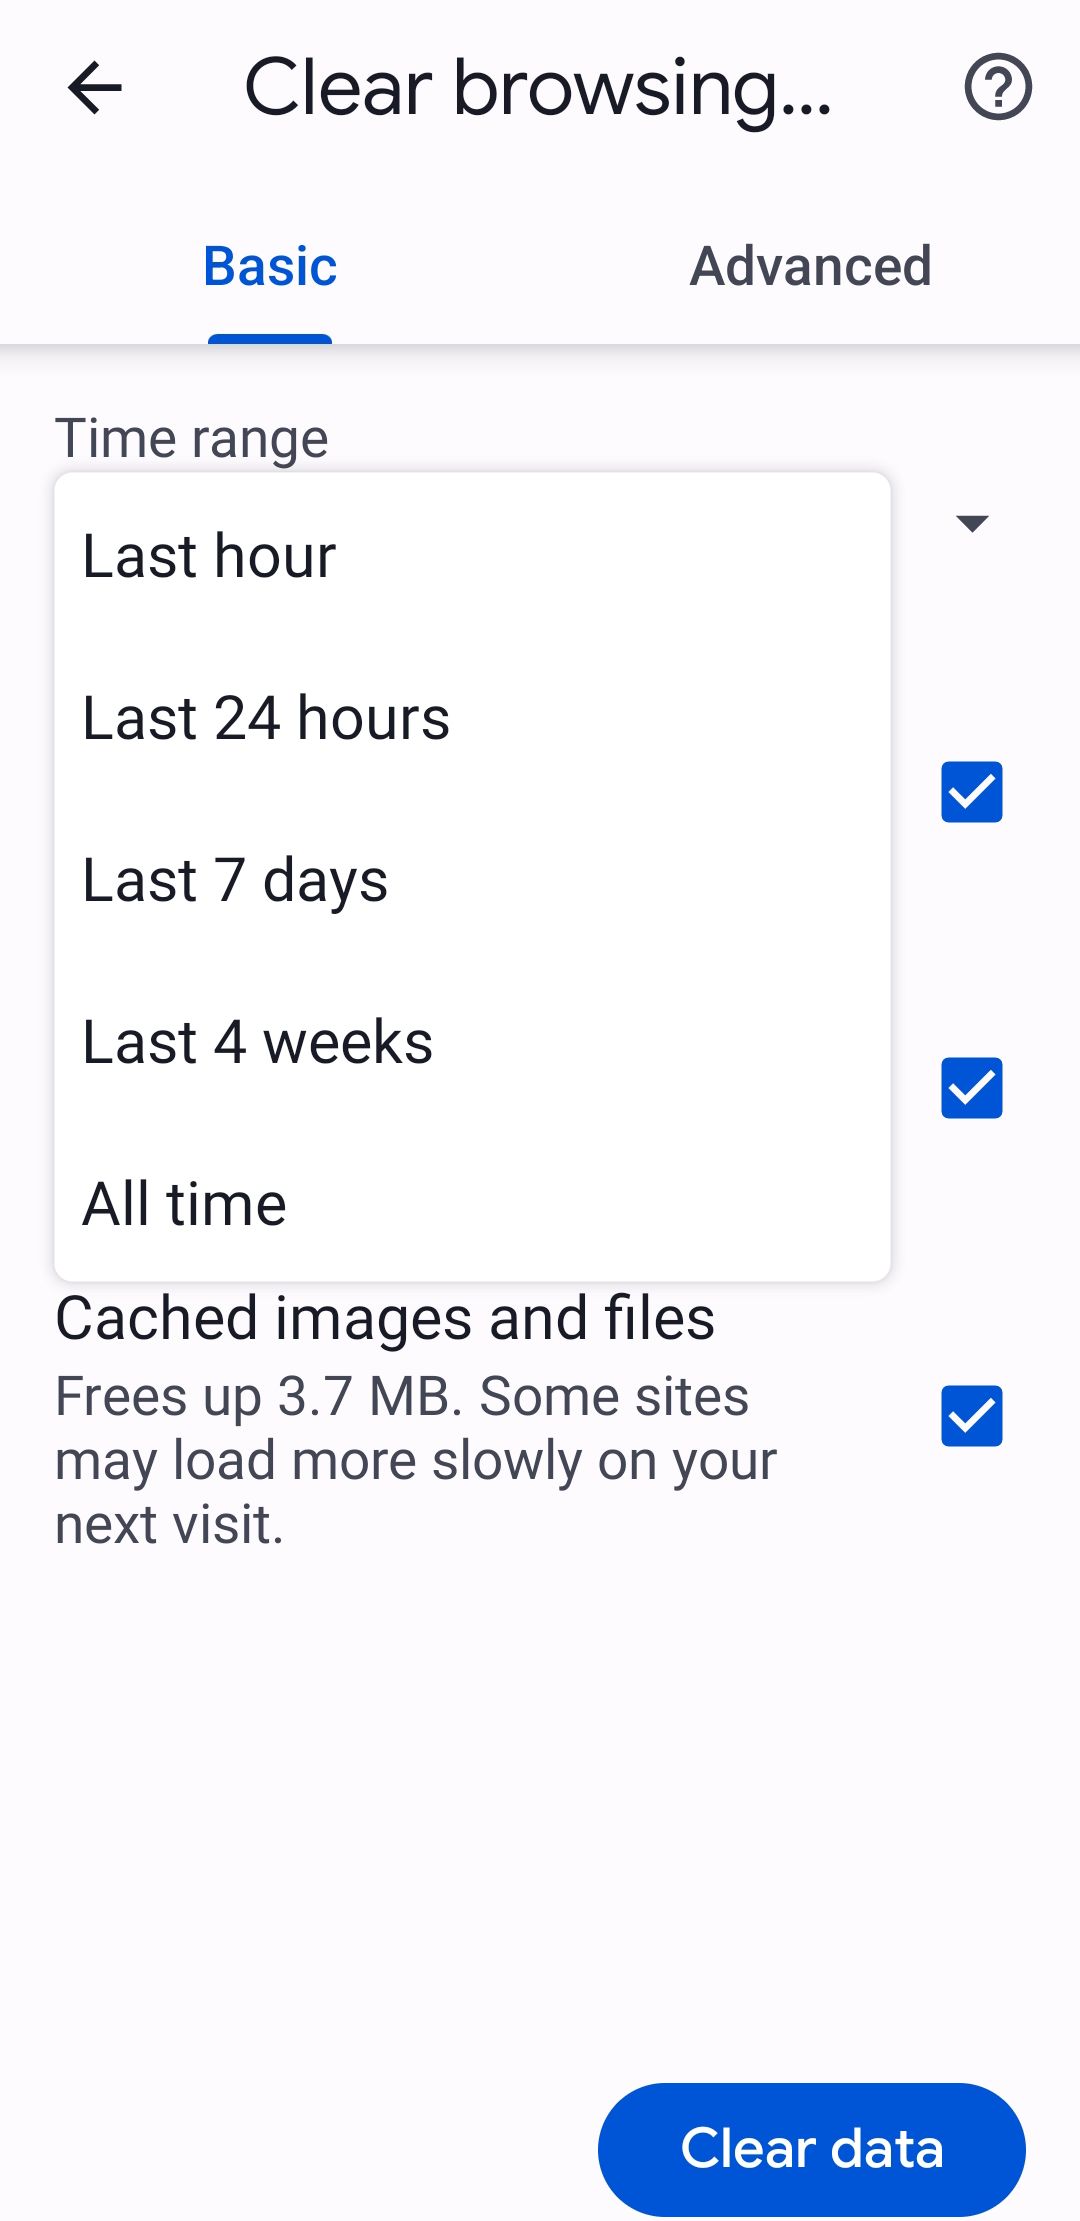 Clear browsing...
Basic
Advanced
Time range
Last hour
Last 24 hours
Last 7 days
Last 4 weeks
All time
Cached images and files
Frees up 3.7 MB. Some sites
may load more slowly on your
next visit.
Clear data